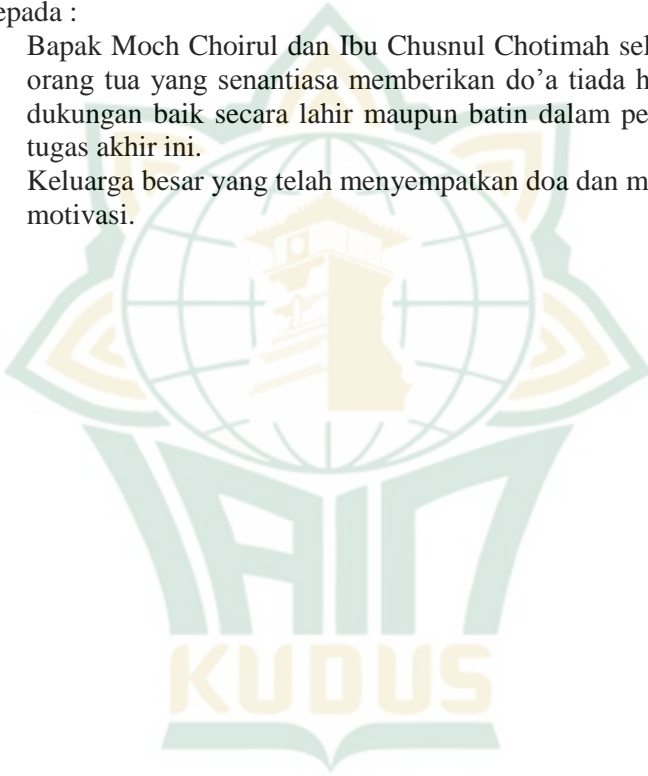 epada :
Bapak Moch Choirul dan Ibu Chusnul Chotimah sel
orang tua yang senantiasa memberikan do’a tiada h
dukungan baik secara lahir maupun batin dalam pe
tugas akhir ini.
Keluarga besar yang telah menyempatkan doa dan m
motivasi.
IAIN
KUDUS